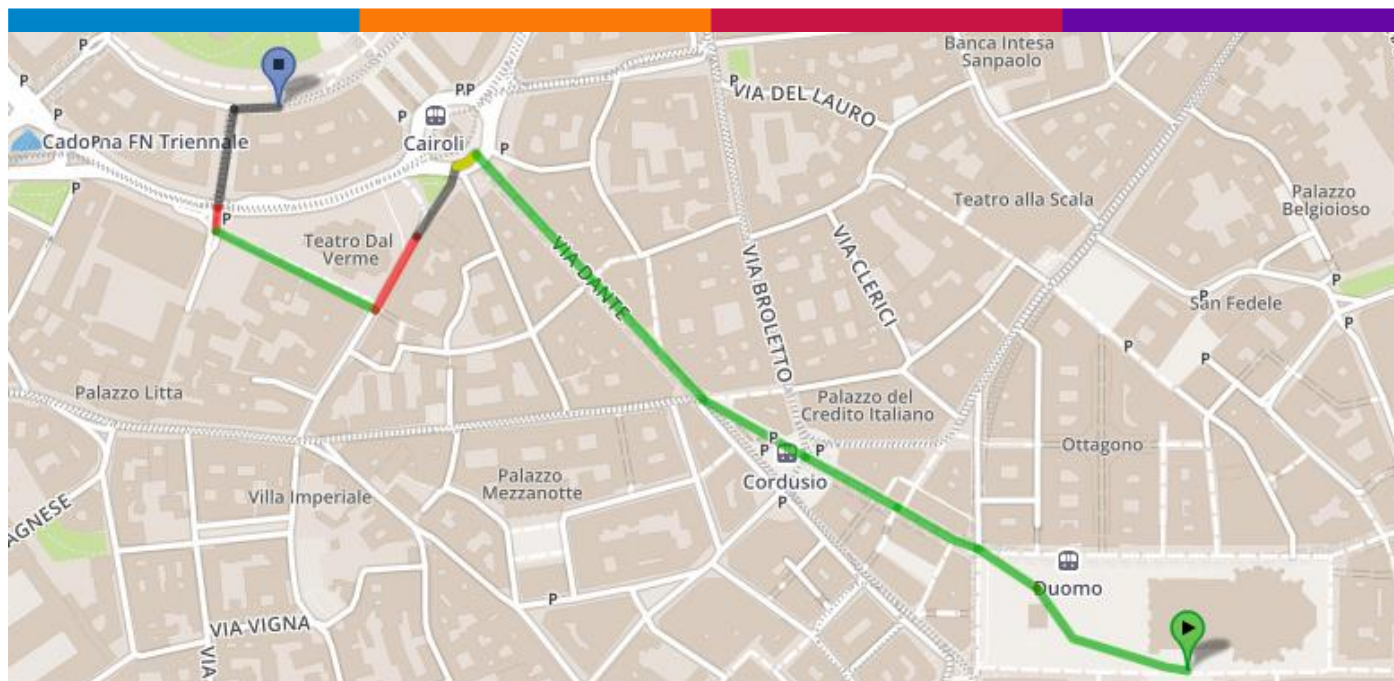 Banca Intesa
Sanpaolo
P
P
P
P.P
VIA DEL LAURO
P
P
Cairoli
P
CadoPna FN Triennale
P
Teatro alla Scala
Palazzo
Belgioioso
P
Teatro Dal
Verme
VIA DANTE
VIA BROLETTO
VIA CLERICI
P
P
San Fedele
P
P
P
Palazzo Litta
Palazzo del
Credito Italiano
P
P
P
Ottagono
Cordusio
P
Palazzo
Mezzanotte
Villa Imperiale
AGNESE
Duomo
P
VIA VIGNA
VIA